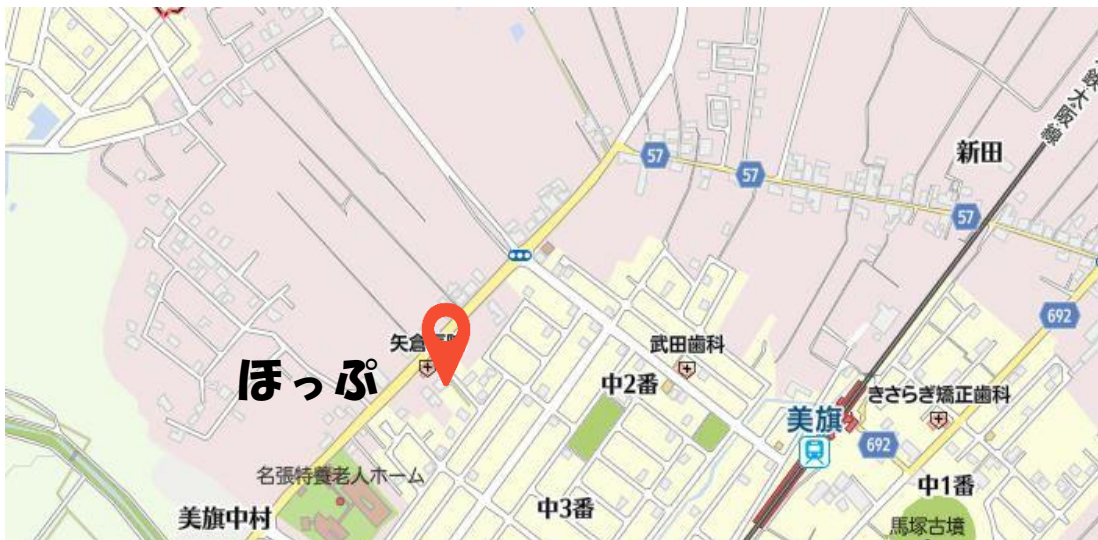 鉄大阪線
新田
57
57
57
692
矢倉
武田歯科
ほっぷ
中2番
きさらぎ矯正歯科
美旗
692
名張特養老人ホーム
中1番
中3番
美旗中村
馬塚古墳